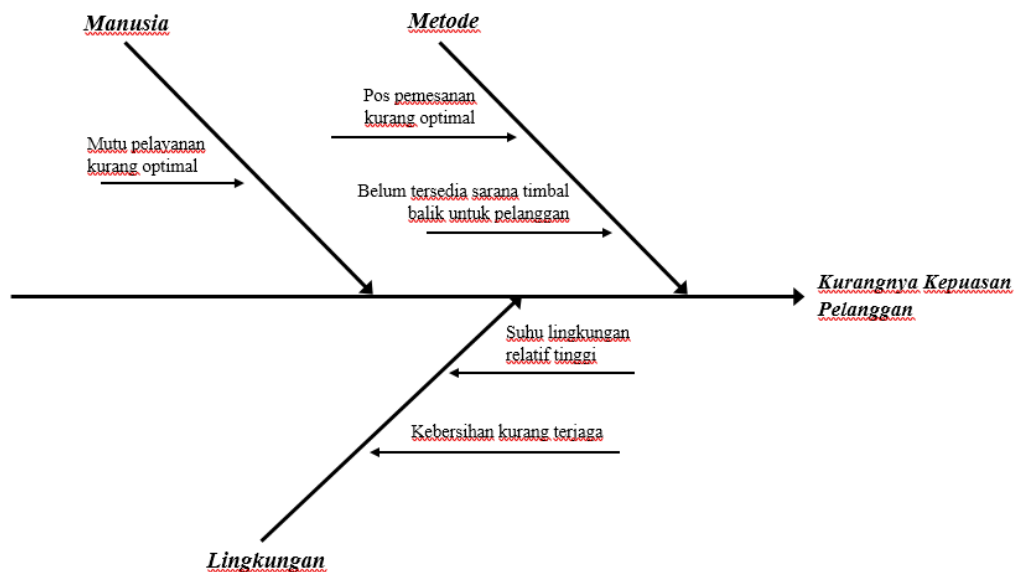 Manusia
Metode
Pos pemesanan
kurang optimal
Mutu pelayanan
kurang optimal
Belum tersedia sarana timbal
balik untuk pelanggan
Kurangnya Kepuasan
Pelanggan
Suhu lingkungan
relatif tinggi
Kebersihan kurang terjaga
Lingkungan